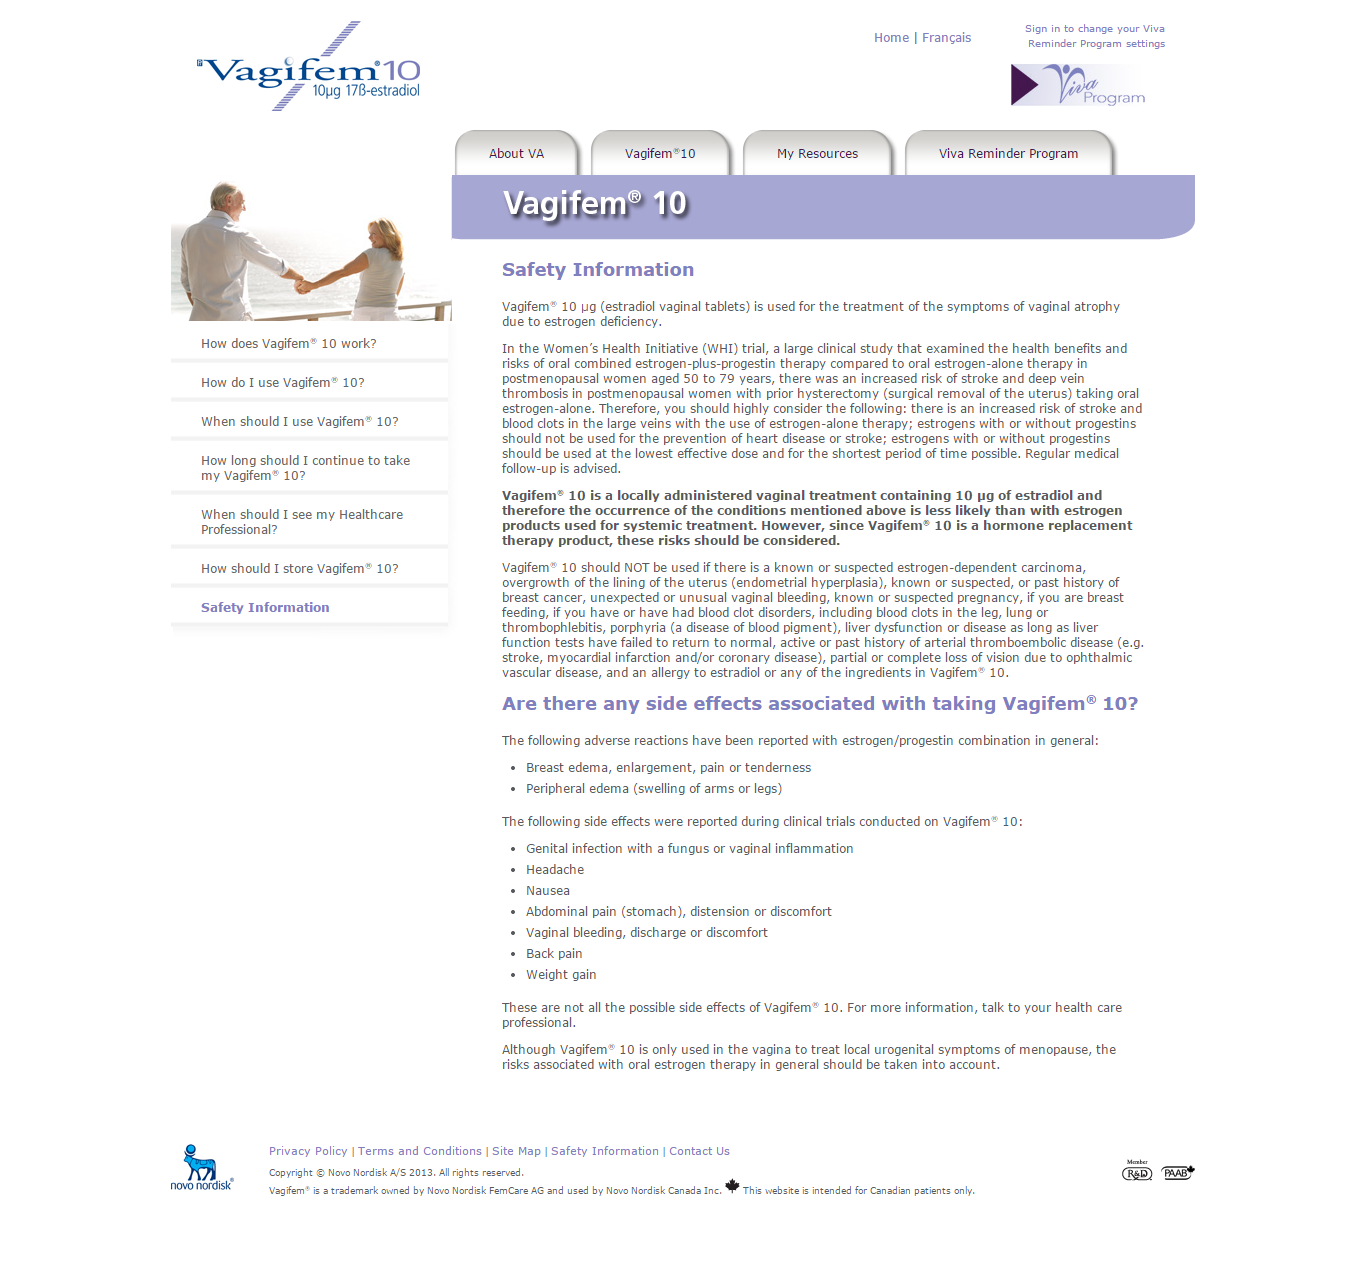 Vagifem®10
10µg 17ß-estradiol
Home | Français
Sign in to change your Viva
Reminder Program settings
Viva
Program
About VA
Vagifem®10
My Resources
Viva Reminder Program
Vagifem® 10
How does Vagifem® 10 work?
How do I use Vagifem® 10?
When should I use Vagifem® 10?
How long should I continue to take
my Vagifem® 10?
When should I see my Healthcare
Professional?
How should I store Vagifem® 10?
Safety Information
Safety Information
Vagifem® 10 µg (estradiol vaginal tablets) is used for the treatment of the symptoms of vaginal atrophy
due to estrogen deficiency.
In the Women’s Health Initiative (WHI) trial, a large clinical study that examined the health benefits and
risks of oral combined estrogen-plus-progestin therapy compared to oral estrogen-alone therapy in
postmenopausal women aged 50 to 79 years, there was an increased risk of stroke and deep vein
thrombosis in postmenopausal women with prior hysterectomy (surgical removal of the uterus) taking oral
estrogen-alone. Therefore, you should highly consider the following: there is an increased risk of stroke and
blood clots in the large veins with the use of estrogen-alone therapy; estrogens with or without progestins
should not be used for the prevention of heart disease or stroke; estrogens with or without progestins
should be used at the lowest effective dose and for the shortest period of time possible. Regular medical
follow-up is advised.
Vagifem® 10 is a locally administered vaginal treatment containing 10 µg of estradiol and
therefore the occurrence of the conditions mentioned above is less likely than with estrogen
products used for systemic treatment. However, since Vagifem® 10 is a hormone replacement
therapy product, these risks should be considered.
Vagifem® 10 should NOT be used if there is a known or suspected estrogen-dependent carcinoma,
overgrowth of the lining of the uterus (endometrial hyperplasia), known or suspected, or past history of
breast cancer, unexpected or unusual vaginal bleeding, known or suspected pregnancy, if you are breast
feeding, if you have or have had blood clot disorders, including blood clots in the leg, lung or
thrombophlebitis, porphyria (a disease of blood pigment), liver dysfunction or disease as long as liver
function tests have failed to return to normal, active or past history of arterial thromboembolic disease (e.g.
stroke, myocardial infarction and/or coronary disease), partial or complete loss of vision due to ophthalmic
vascular disease, and an allergy to estradiol or any of the ingredients in Vagifem® 10.
Are there any side effects associated with taking Vagifem® 10?
The following adverse reactions have been reported with estrogen/progestin combination in general:
• Breast edema, enlargement, pain or tenderness
• Peripheral edema (swelling of arms or legs)
The following side effects were reported during clinical trials conducted on Vagifem® 10:
• Genital infection with a fungus or vaginal inflammation
• Headache
• Nausea
• Abdominal pain (stomach), distension or discomfort
• Vaginal bleeding, discharge or discomfort
• Back pain
• Weight gain
These are not all the possible side effects of Vagifem® 10. For more information, talk to your health care
professional.
Although Vagifem® 10 is only used in the vagina to treat local urogenital symptoms of menopause, the
risks associated with oral estrogen therapy in general should be taken into account.
novo nordisk®
Privacy Policy | Terms and Conditions | Site Map | Safety Information | Contact Us
Copyright © Novo Nordisk A/S 2013. All rights reserved.
Vagifem® is a trademark owned by Novo Nordisk FemCare AG and used by Novo Nordisk Canada Inc. This website is intended for Canadian patients only.
Member
R&D
PAAB